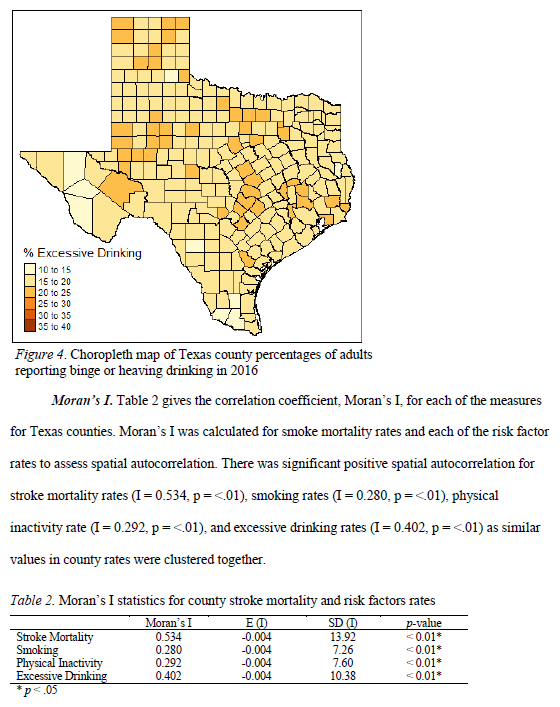 % Excessive Drinking
10 to 15
15 to 20
20 to 25
25 to 30
30 to 35
35 to 40
Figure 4. Choropleth map of Texas county percentages of adults
reporting binge or heaving drinking in 2016
Moran's I. Table 2 gives the correlation coefficient, Moran's I, for each of the measures
for Texas counties. Moran's I was calculated for smoke mortality rates and each of the risk factor
rates to assess spatial autocorrelation. There was significant positive spatial autocorrelation for
stroke mortality rates (I = 0.534, p = <.01), smoking rates (I = 0.280, p = <.01), physical
inactivity rate (I = 0.292, p = <.01), and excessive drinking rates (I = 0.402, p = <.01) as similar
values in county rates were clustered together.
Table 2. Moran's I statistics for county stroke mortality and risk factors rates
Moran's I E (I) SD (I) p-value
Stroke Mortality 0.534 -0.004 13.92 < 0.01*
Smoking 0.280 -0.004 7.26 < 0.01*
Physical Inactivity 0.292 -0.004 7.60 < 0.01*
Excessive Drinking 0.402 -0.004 10.38 < 0.01*
* p < .05